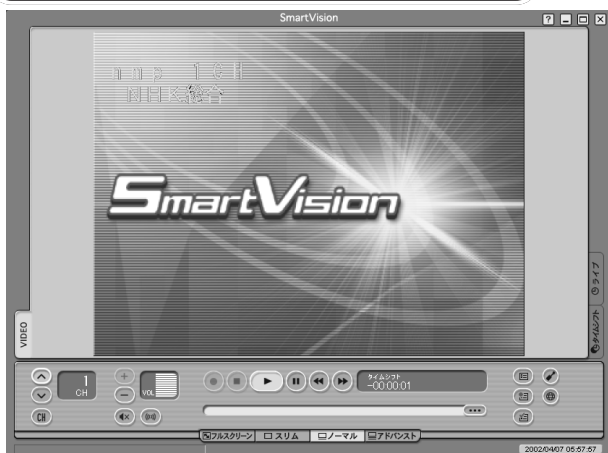 SmartVision
NHK総合
SmartVision
ライブ
タイムシフト
VIDEO
1
CH
VOL
タイムシフト
-00:00:01
CH
フルスクリーン
スリム
ノーマル
アドバンスト
2002/04/07 05:57:57